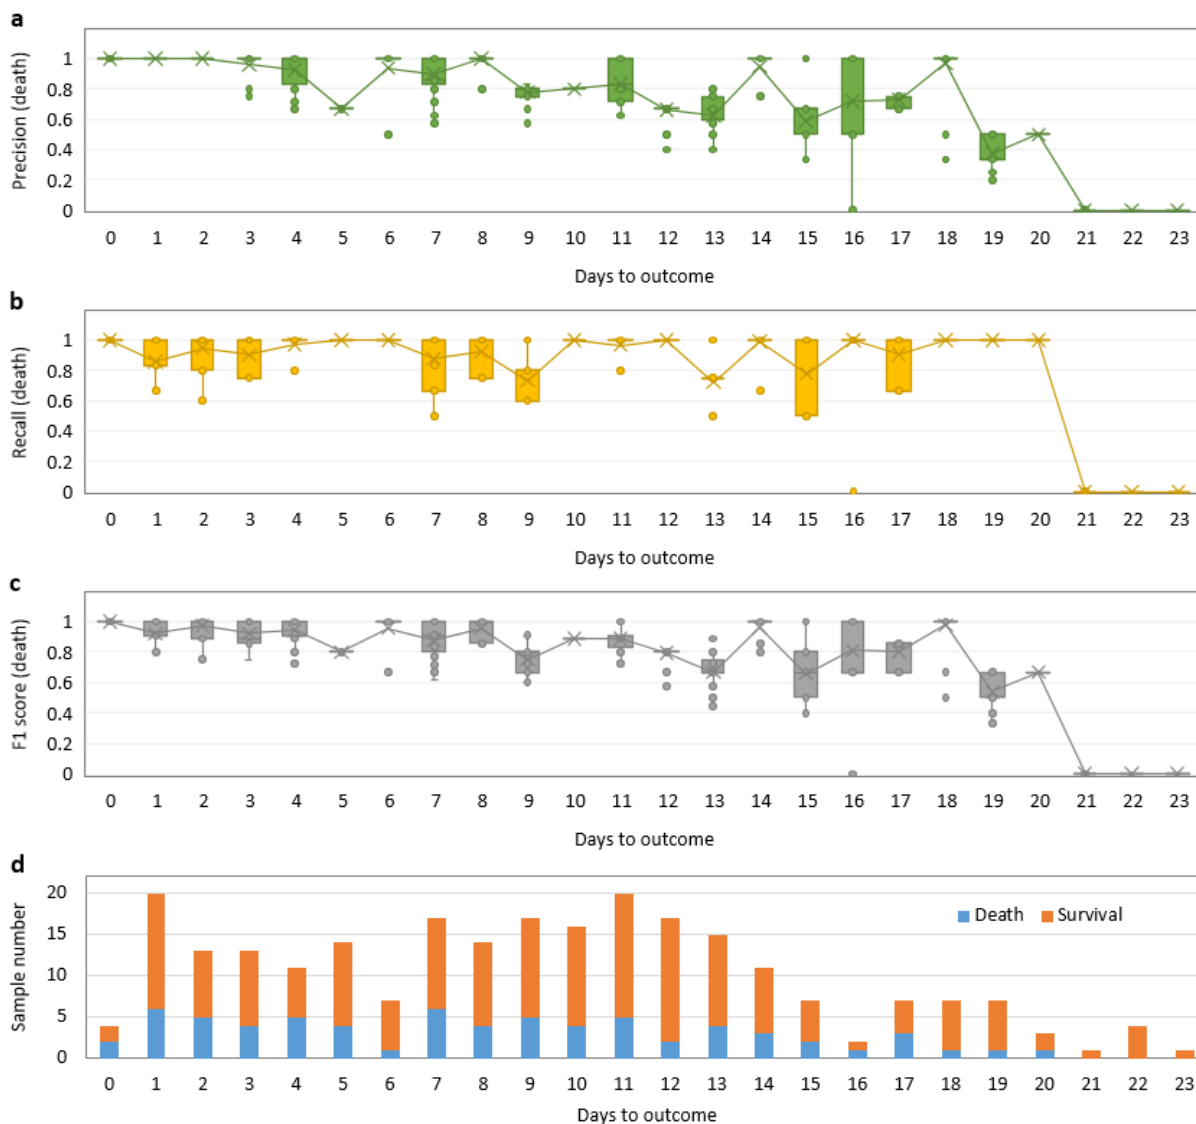 a
Precision (death)
1
0.8
0.6
0.4
0.2
0
0 1 2 3 4 5 6 7 8 9 10 11 12 13 14 15 16 17 18 19 20 21 22 23
Days to outcome
b
Recall (death)
1
0.8
0.6
0.4
0.2
0
0 1 2 3 4 5 6 7 8 9 10 11 12 13 14 15 16 17 18 19 20 21 22 23
Days to outcome
c
F1 score (death)
1
0.8
0.6
0.4
0.2
0
0 1 2 3 4 5 6 7 8 9 10 11 12 13 14 15 16 17 18 19 20 21 22 23
Days to outcome
d
Sample number
20
15
10
5
0
Death Survival
0 1 2 3 4 5 6 7 8 9 10 11 12 13 14 15 16 17 18 19 20 21 22 23
Days to outcome